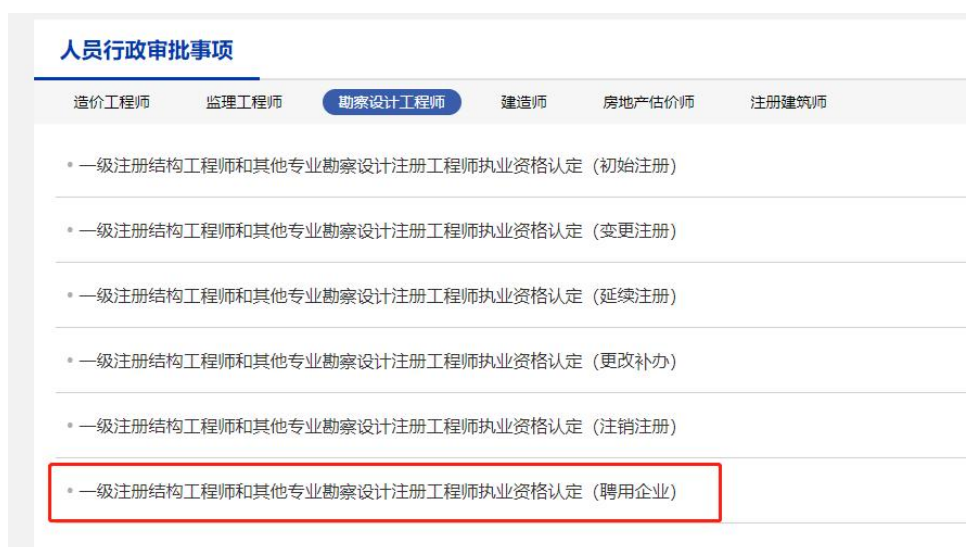 人员行政审批事项
造价工程师 监理工程师 勘察设计工程师 建造师 房地产估价师 注册建筑师
一级注册结构工程师和其他专业勘察设计注册工程师执业资格认定（初始注册）
一级注册结构工程师和其他专业勘察设计注册工程师执业资格认定（变更注册）
一级注册结构工程师和其他专业勘察设计注册工程师执业资格认定（延续注册）
一级注册结构工程师和其他专业勘察设计注册工程师执业资格认定（更改补办）
一级注册结构工程师和其他专业勘察设计注册工程师执业资格认定（注销注册）
一级注册结构工程师和其他专业勘察设计注册工程师执业资格认定（聘用企业）